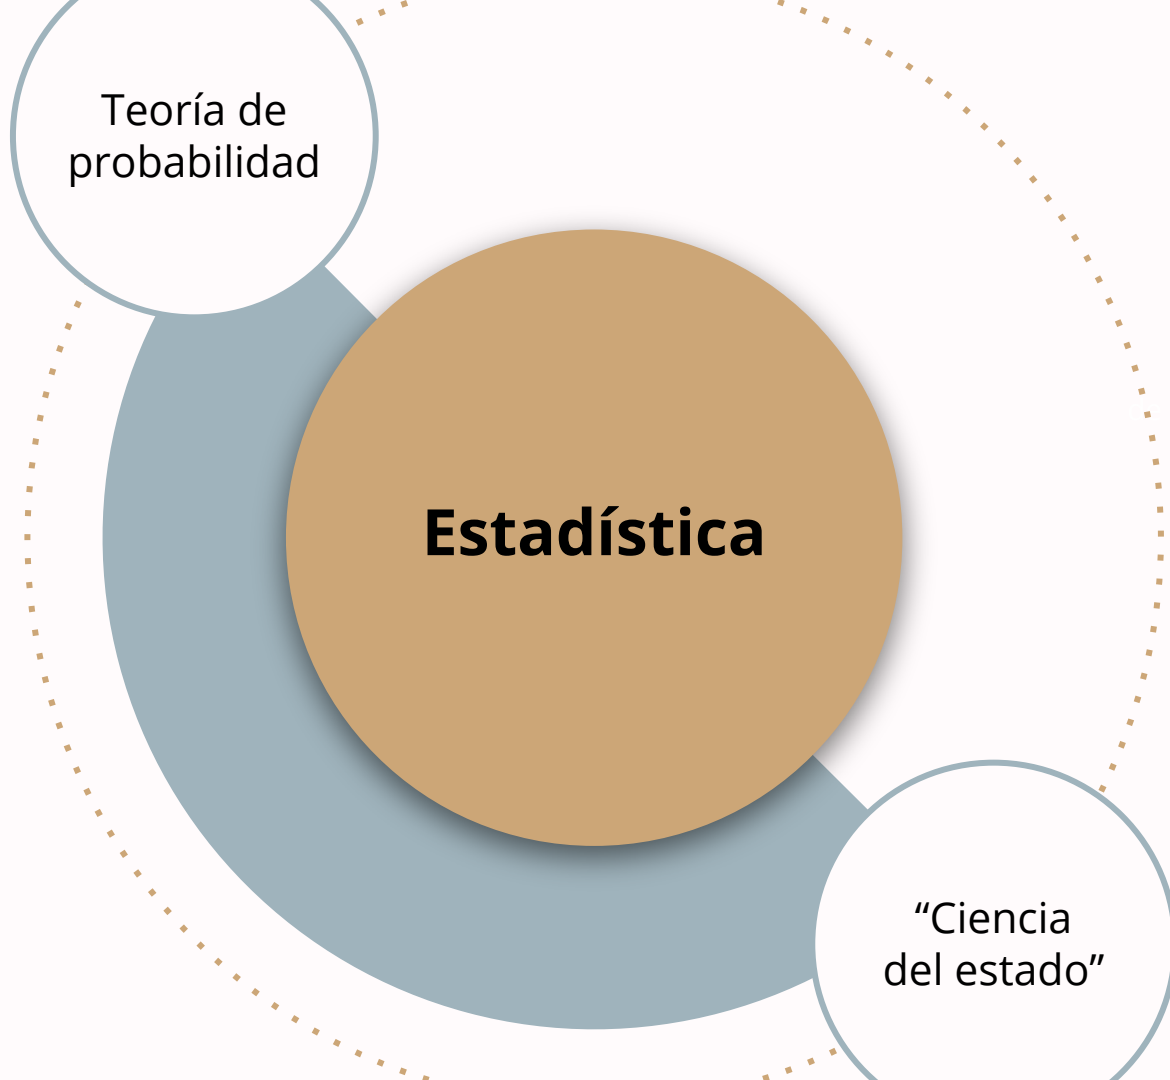 Teoría de
probabilidad
Estadística
“Ciencia
del estado”